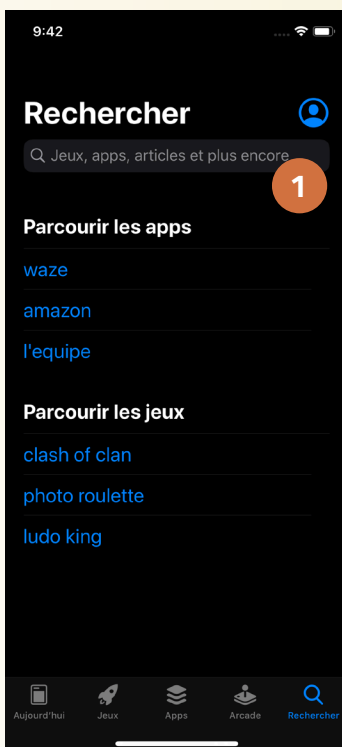 9:42
Rechercher
Jeux, apps, articles et plus encore
1
Parcourir les apps
waze
amazon
l'equipe
Parcourir les jeux
clash of clan
photo roulette
ludo king
Aujourd'hui Jeux Apps Arcade Rechercher